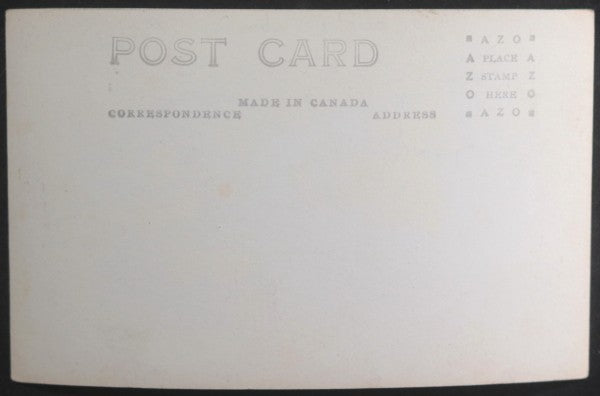 POST CARD
MADE IN CANADA
CORRESPONDENCE
ADDRESS
AZO
A PLACE A
Z STAMP Z
O HERE O
AZO